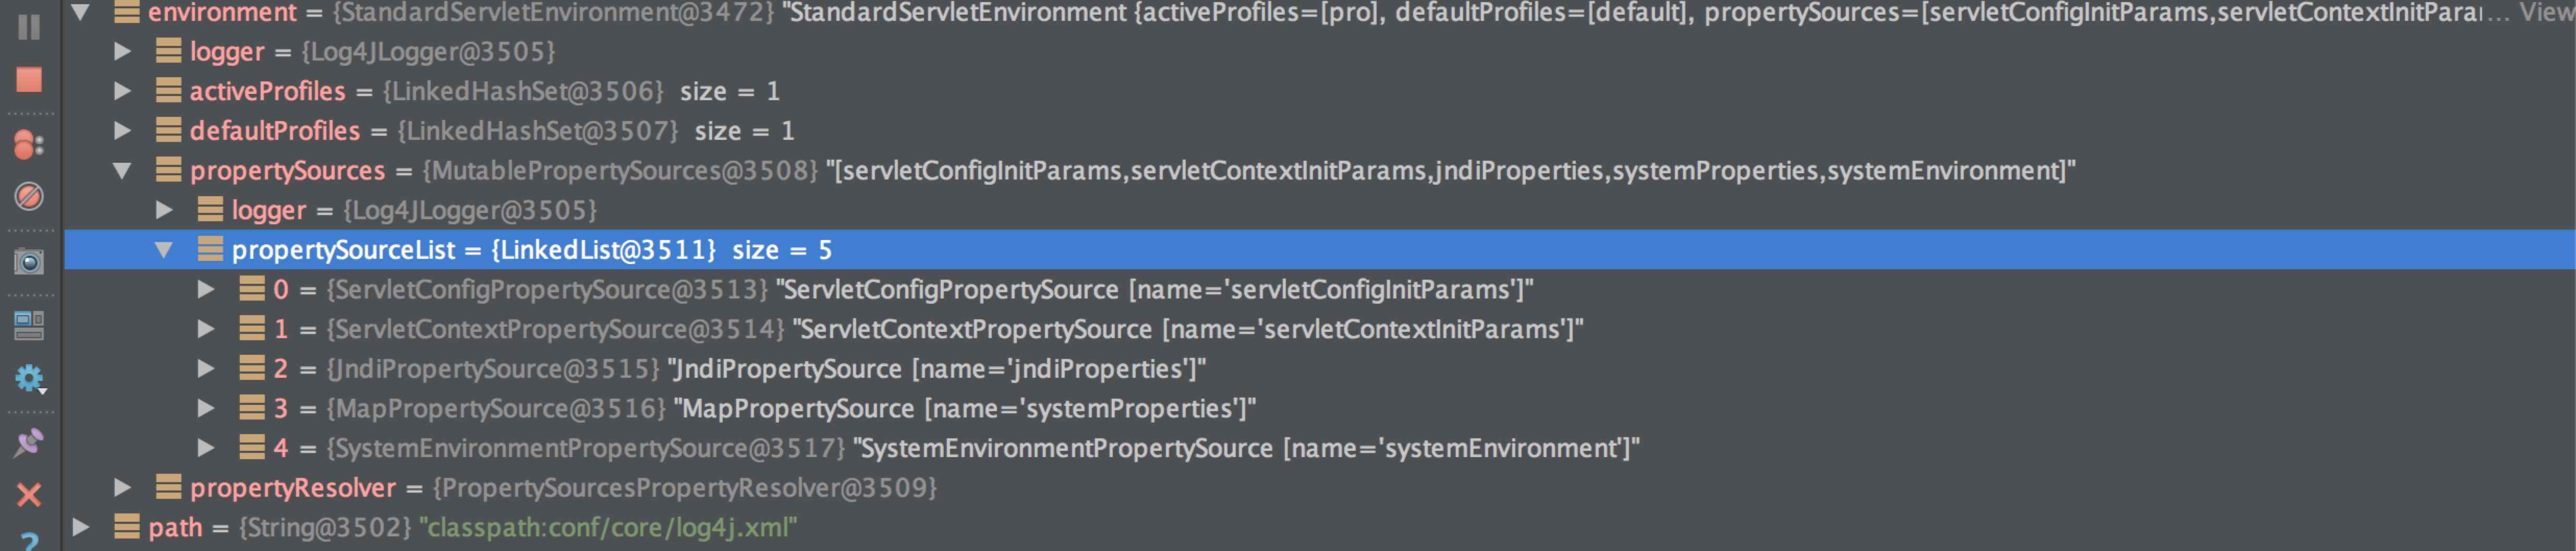 environment = {StandardServletEnvironment@3472} "StandardServletEnvironment {activeProfiles=[pro], defaultProfiles=[default], propertySources=[servletConfigInitParams,servletContextInitParai... View
logger = {Log4JLogger@3505}
activeProfiles = {LinkedHashSet@3506} size = 1
defaultProfiles = {LinkedHashSet@3507} size = 1
propertySources = {MutablePropertySources@3508} "[servletConfigInitParams,servletContextInitParams,jndiProperties,systemProperties,systemEnvironment]"
logger = {Log4JLogger@3505}
propertySourceList = {LinkedList@3511} size = 5
0 = {ServletConfigPropertySource@3513} "ServletConfigPropertySource [name='servletConfigInitParams']"
1 = {ServletContextPropertySource@3514} "ServletContextPropertySource [name='servletContextInitParams']"
2 = {JndiPropertySource@3515} "JndiPropertySource [name='jndiProperties']"
3 = {MapPropertySource@3516} "MapPropertySource [name='systemProperties']"
4 = {SystemEnvironmentPropertySource@3517} "SystemEnvironmentPropertySource [name='systemEnvironment']"
propertyResolver = {PropertySourcesPropertyResolver@3509}
path = {String@3502} "classpath:conf/core/log4j.xml"